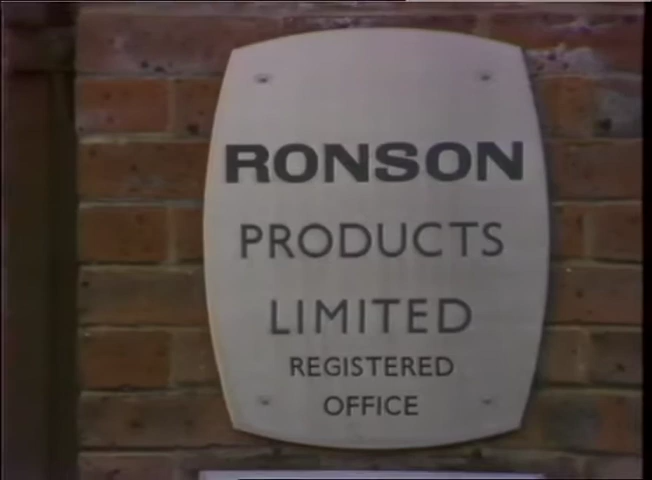 RONSON
PRODUCTS
LIMITED
REGISTERED
OFFICE